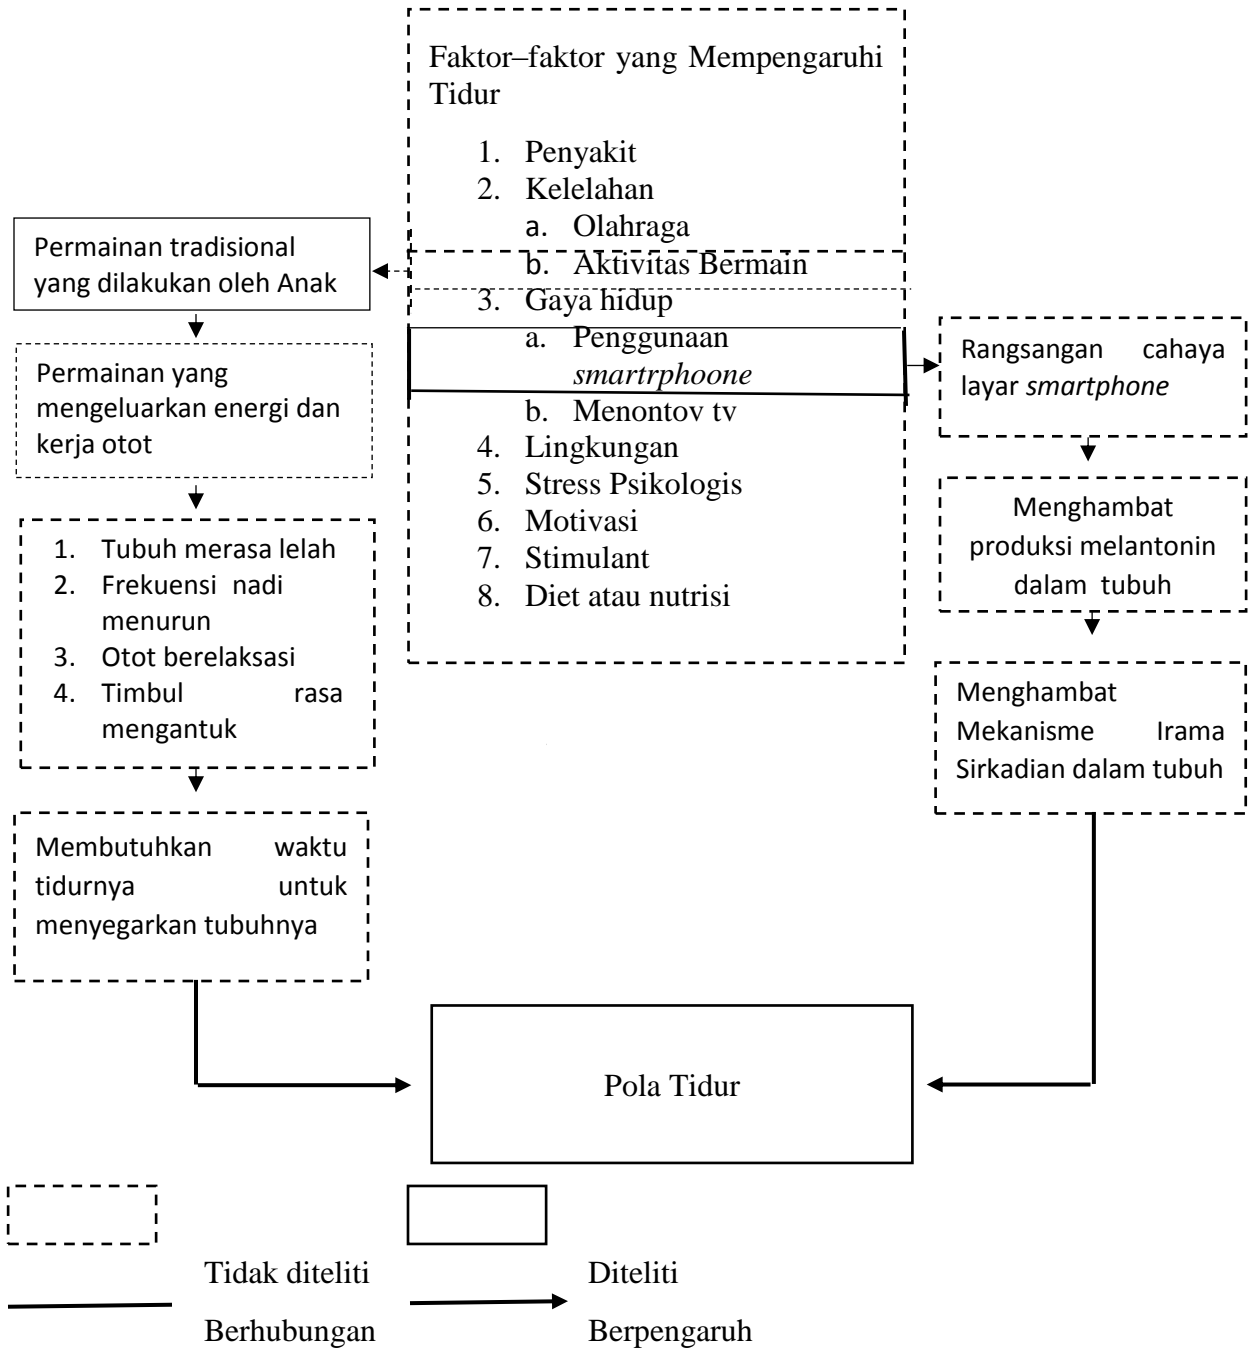 Faktor–faktor yang Mempengaruhi
Tidur
1. Penyakit
2. Kelelahan
a. Olahraga
b. Aktivitas Bermain
3. Gaya hidup
a. Penggunaan
smartrphoone
b. Menontov tv
4. Lingkungan
5. Stress Psikologis
6. Motivasi
7. Stimulant
8. Diet atau nutrisi
Permainan tradisional
yang dilakukan oleh Anak
Permainan yang
mengeluarkan energi dan
kerja otot
1. Tubuh merasa lelah
2. Frekuensi nadi
menurun
3. Otot berelaksasi
4. Timbul rasa
mengantuk
Membutuhkan waktu
tidurnya untuk
menyegarkan tubuhnya
Rangsangan cahaya
layar smartphone
Menghambat
produksi melantonin
dalam tubuh
Menghambat
Mekanisme Irama
Sirkadian dalam tubuh
Pola Tidur
Tidak diteliti
Diteliti
Berhubungan
Berpengaruh